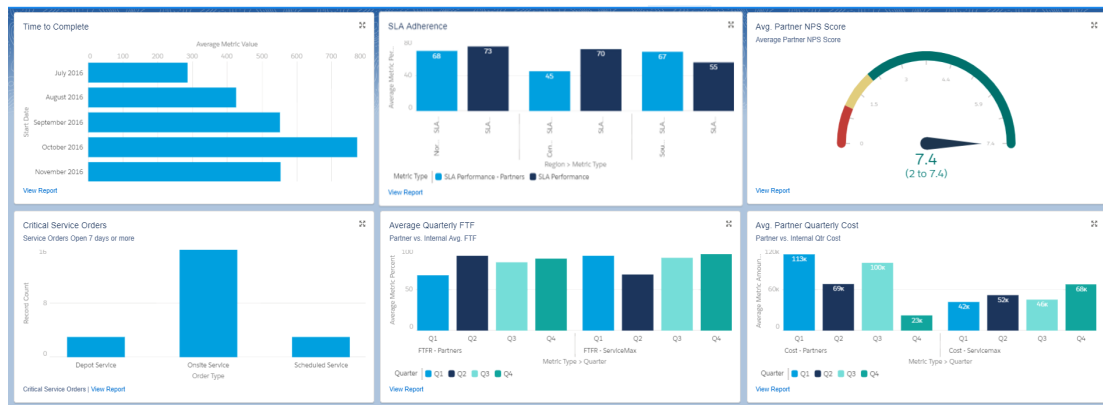 Time to Complete
Average Metric Value
0 100 200 300 400 500 600 700 800
Start Date
July 2016
August 2016
September 2016
October 2016
November 2016
View Report
SLA Adherence
Average Metric Per...
80
40
0
68 73 45 70 67 55
SLA... SLA... SLA... SLA... SLA... SLA...
Nor... Cen... Sou...
Region > Metric Type
Metric Type SLA Performance - Partners SLA Performance
View Report
Avg. Partner NPS Score
Average Partner NPS Score
0 1.5 3 4.4 5.9 7.4
7.4
(2 to 7.4)
View Report
Critical Service Orders
Service Orders Open 7 days or more
Record Count
16
8
0
Depot Service Onsite Service Scheduled Service
Order Type
Critical Service Orders | View Report
Average Quarterly FTF
Partner vs. Internal Avg. FTF
Average Metric Percent
100
50
0
Q1 Q2 Q3 Q4 Q1 Q2 Q3 Q4
FTFR - Partners FTFR - ServiceMax
Metric Type > Quarter
Quarter Q1 Q2 Q3 Q4
View Report
Avg. Partner Quarterly Cost
Partner vs. Internal Qtr Cost
Average Metric Amoun...
120K
60K
0
113K 69K 100K 23K 42K 52K 46K 68K
Q1 Q2 Q3 Q4 Q1 Q2 Q3 Q4
Cost - Partners Cost - Servicemax
Metric Type > Quarter
Quarter Q1 Q2 Q3 Q4
View Report